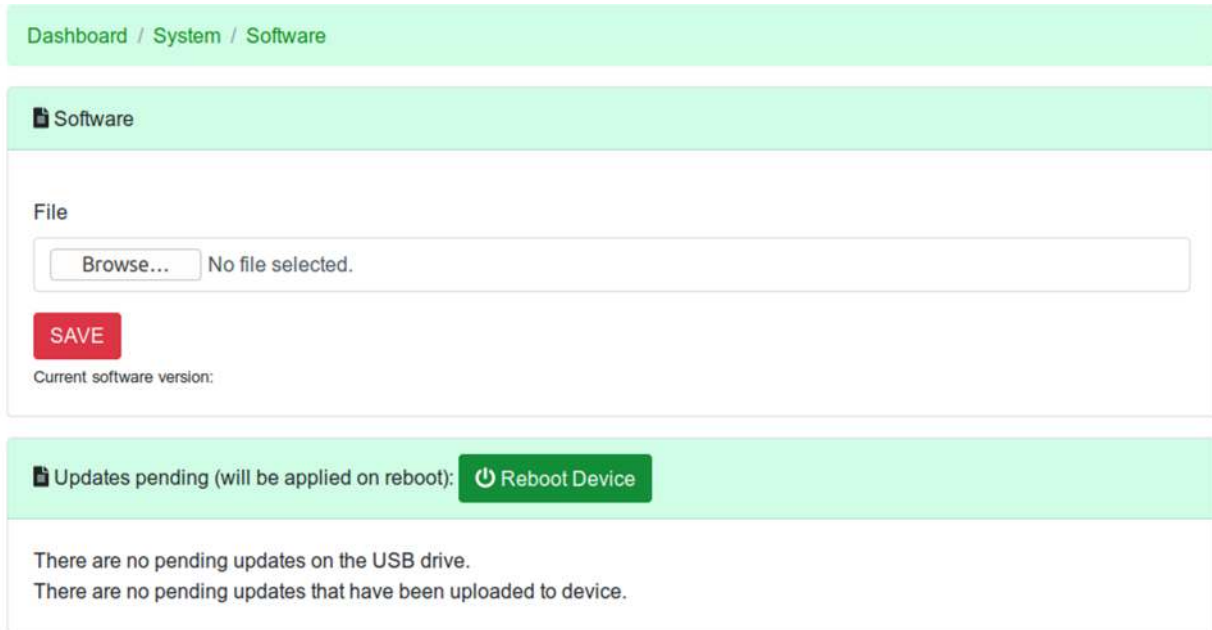 Dashboard / System / Software
Software
File
Browse... No file selected.
SAVE
Current software version:
Updates pending (will be applied on reboot): Reboot Device
There are no pending updates on the USB drive.
There are no pending updates that have been uploaded to device.